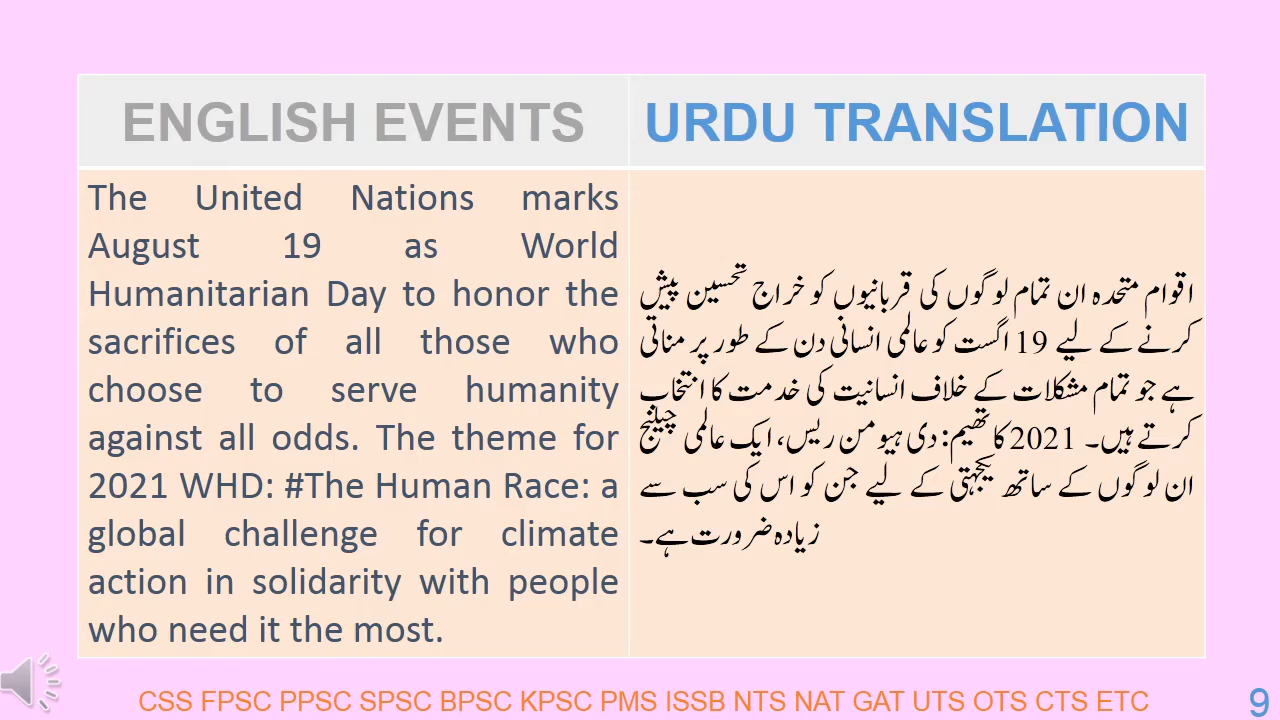 ENGLISH EVENTS
URDU TRANSLATION
The United Nations marks
August 19 as World
Humanitarian Day to honor the
sacrifices of all those who
choose to serve humanity
against all odds. The theme for
2021 WHD: #The Human Race: a
global challenge for climate
action in solidarity with people
who need it the most.
اقوام متحدہ ان تمام لوگوں کی قربانیوں کو خراج تحسین پیش
کرنے کے لیے 19 اگست کو عالمی انسانی دن کے طور پر مناتی
ہے جو تمام مشکلات کے خلاف انسانیت کی خدمت کا انتخاب
کرتے ہیں۔ 2021 کا تھیم: دی ہیومن ریس، ایک عالمی چیلنج
ان لوگوں کے ساتھ یکجہتی کے لیے جن کو اس کی سب سے
زیادہ ضرورت ہے۔
CSS FPSC PPSC SPSC BPSC KPSC PMS ISSB NTS NAT GAT UTS OTS CTS ETC
9